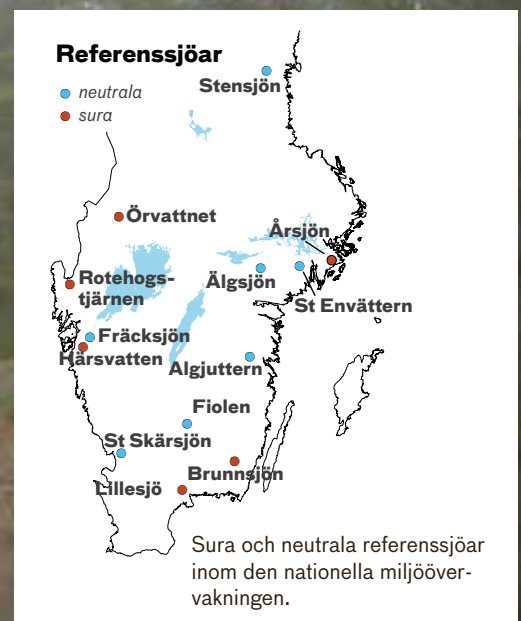 Referenssjöar
neutrala
sura
Stensjön
Örvattnet
Årsjön
Rotehogs-
tjärnen
Älgsjön
St Envättern
Fräcksjön
Härsvatten
Algjuttern
Fiolen
St Skärsjön
Brunnsjön
Lillesjö
Sura och neutrala referenssjöar
inom den nationella miljööver-
vakningen.